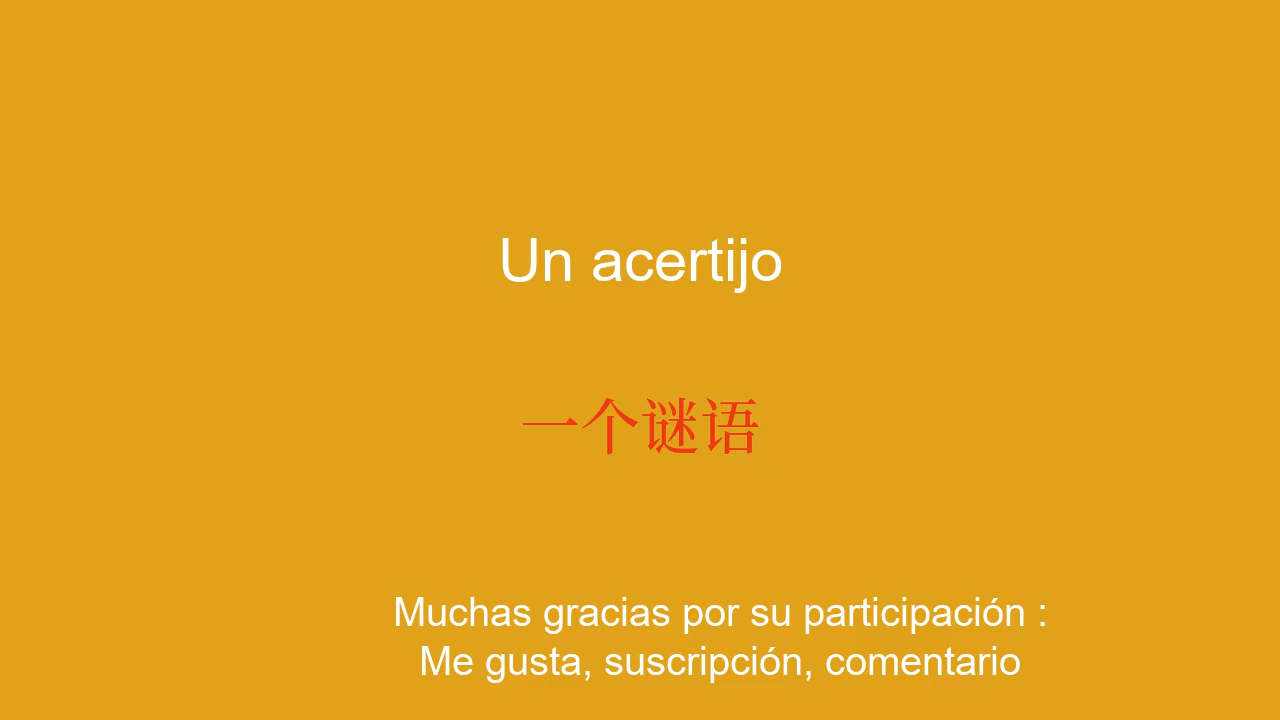 Un acertijo
一个谜语
Muchas gracias por su participación :
Me gusta, suscripción, comentario